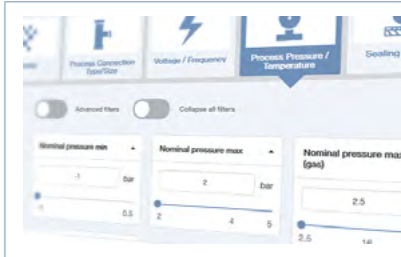 Process Connection
Type/Size
Voltage / Frequency
Process Pressure /
Temperature
Sealing
Advanced filters
Collapse all filters
Nominal pressure min
Nominal pressure max
Nominal pressure max
(gas)
-1
bar
2
bar
2.5
-1
0.5
2
4
5
2.5
16